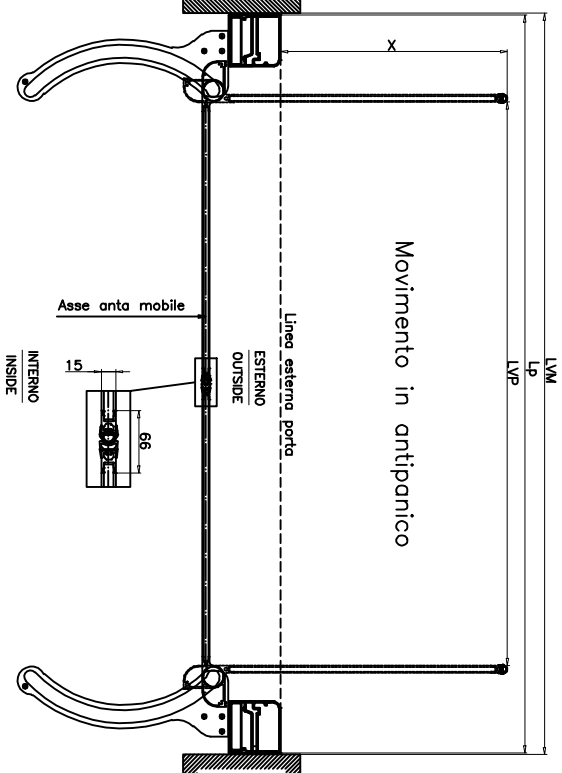 LVM
Lp
LVP
X
Movimento in antipanico
Linea esterna porta
ESTERNO
OUTSIDE
Asse anta mobile
15
66
INTERNO
INSIDE